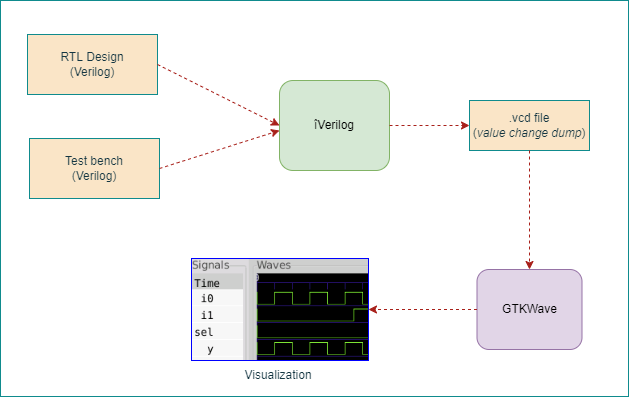 RTL Design
(Verilog)
Test bench
(Verilog)
îVerilog
.vcd file
(value change dump)
GTKWave
Signals
Waves
Time
0
i0
i1
sel
y
Visualization